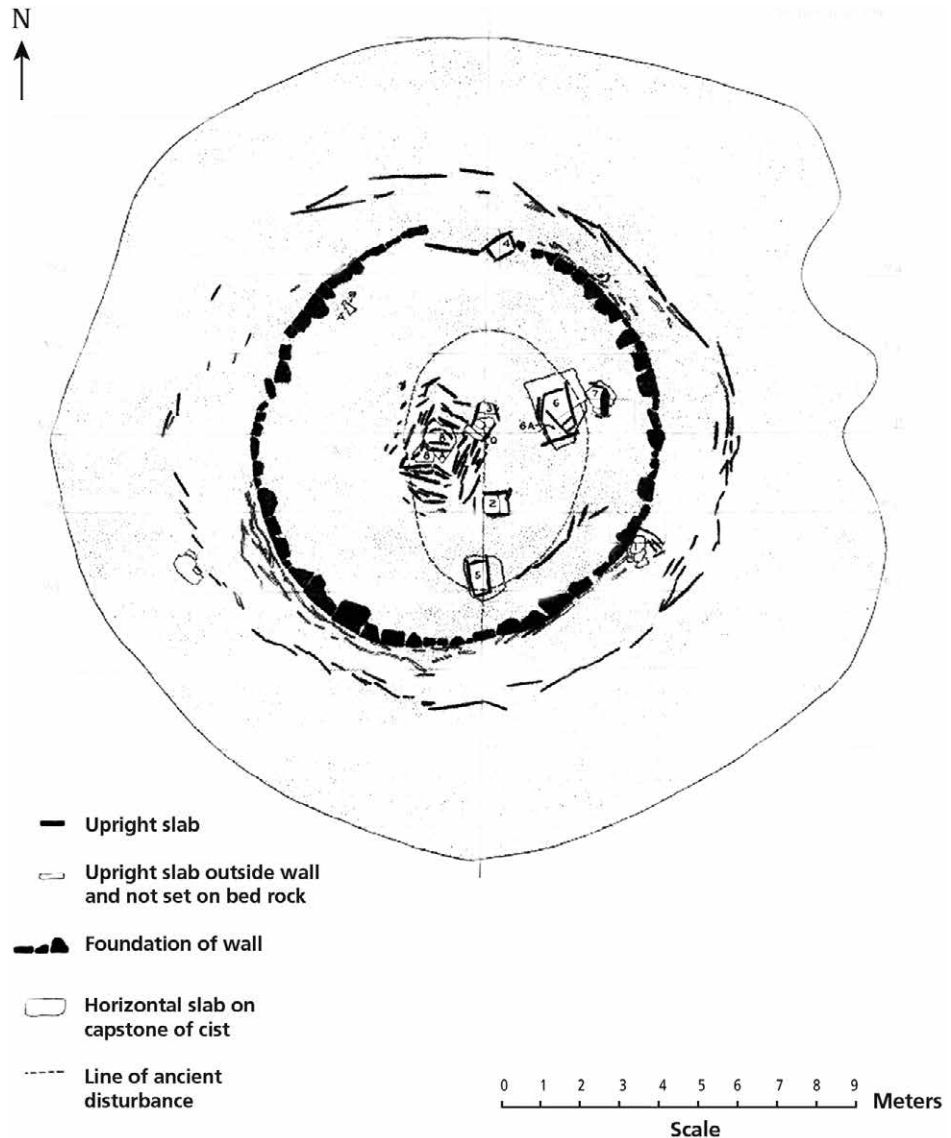 N
4
3
6
7
6A
2
5
Upright slab
Upright slab outside wall
and not set on bed rock
Foundation of wall
Horizontal slab on
capstone of cist
Line of ancient
disturbance
0 1 2 3 4 5 6 7 8 9
Meters
Scale